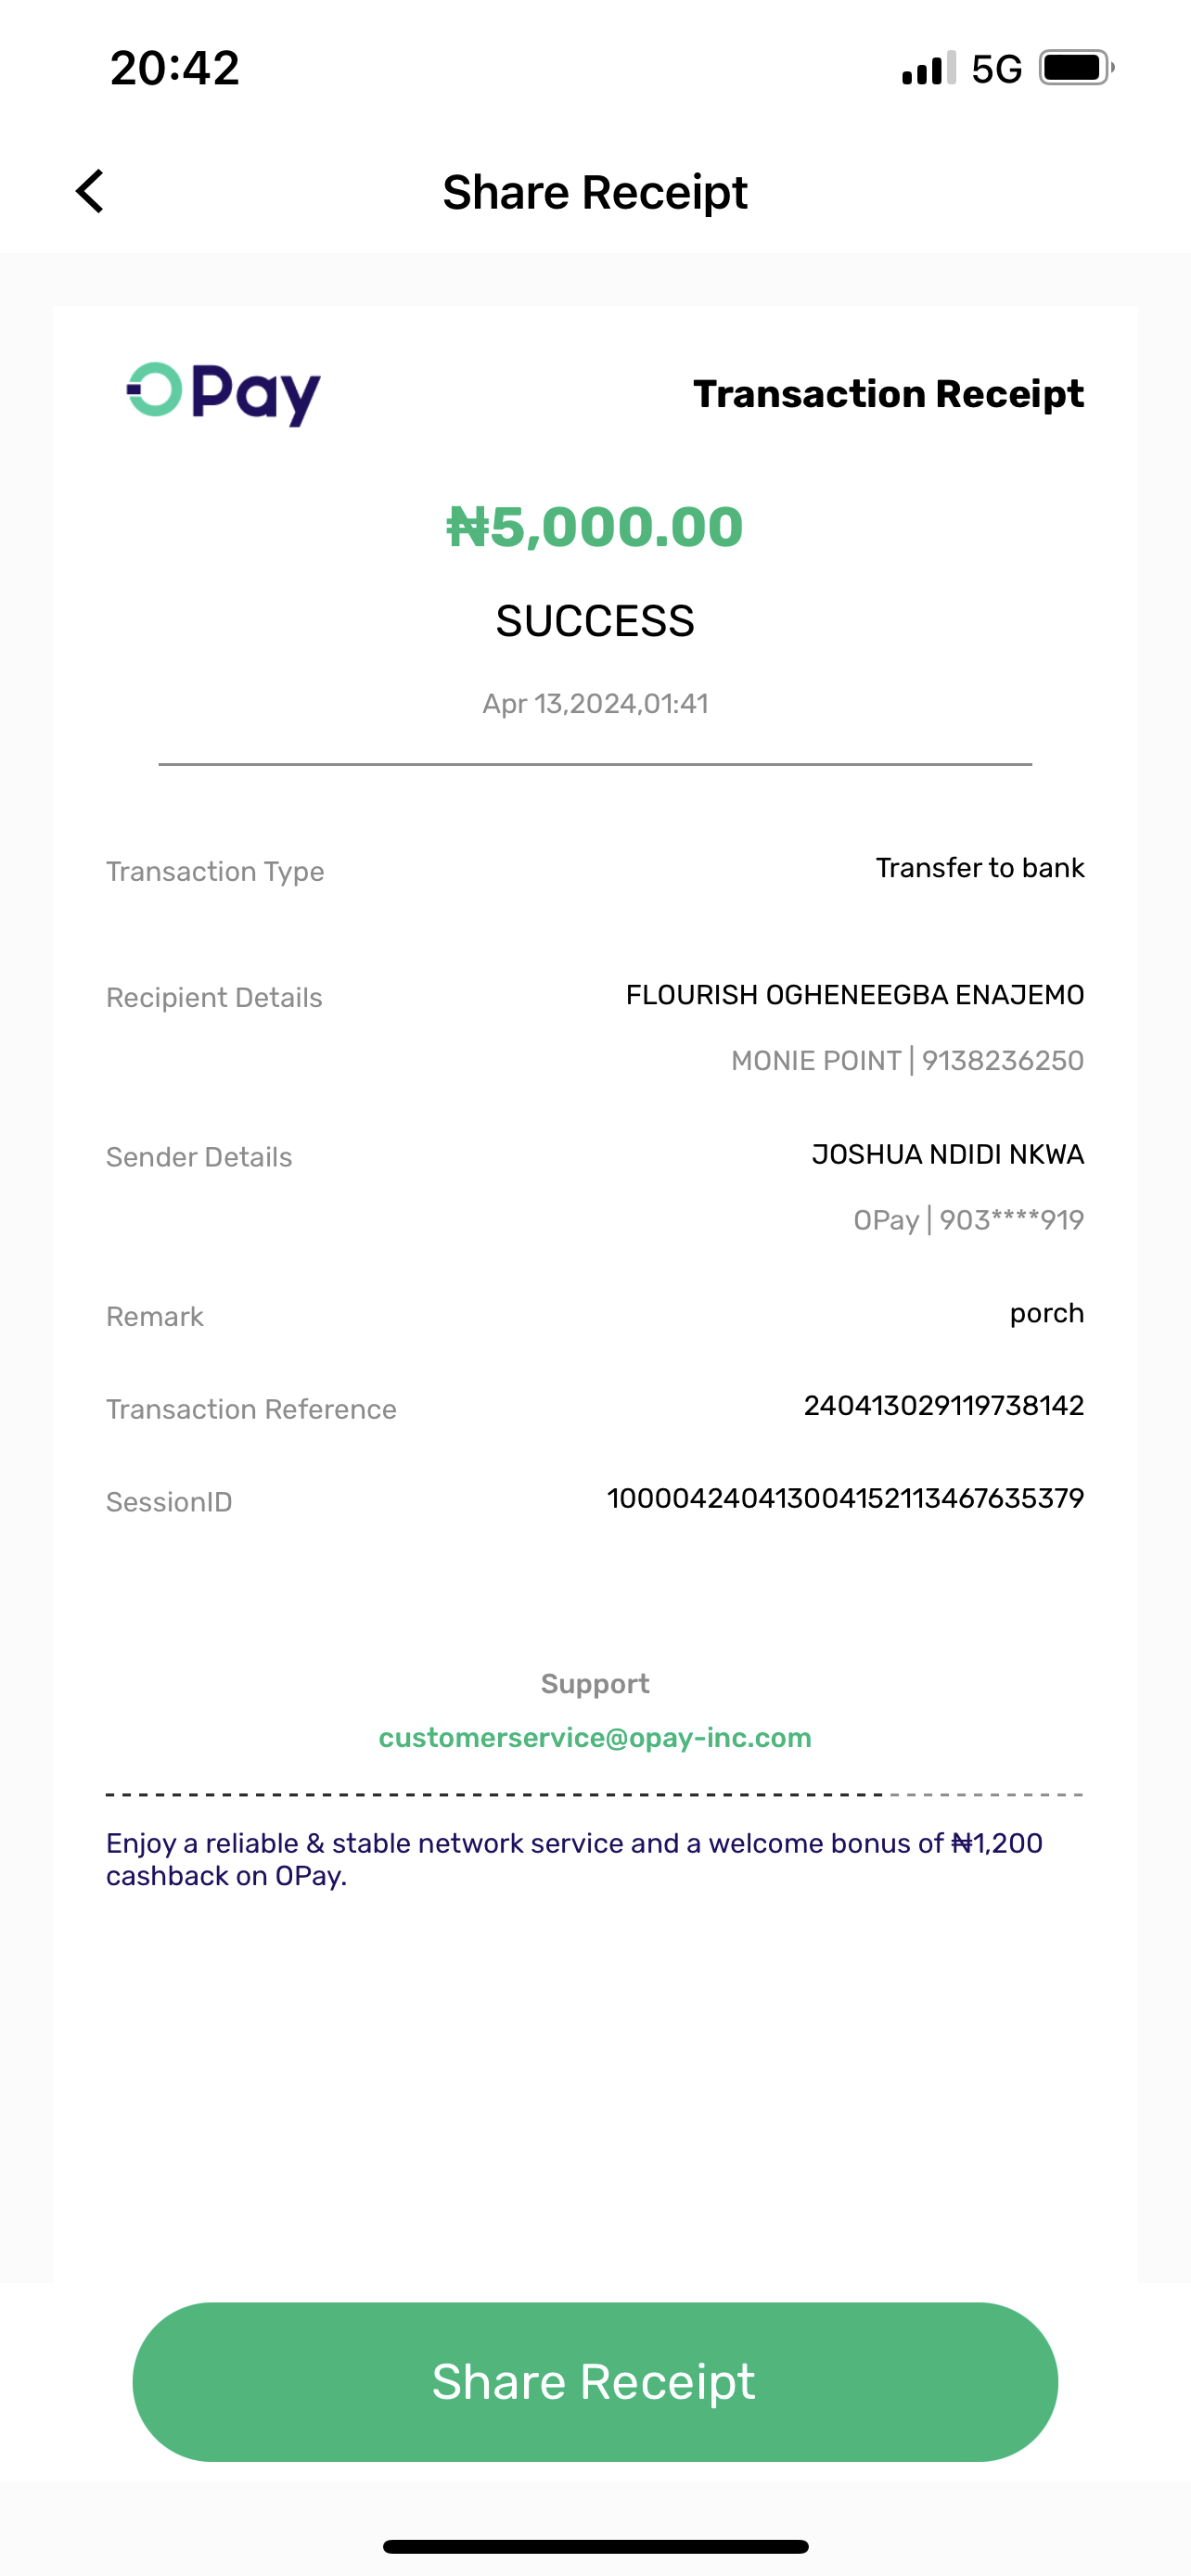 20:42
5G
Share Receipt
OPay
Transaction Receipt
₦5,000.00
SUCCESS
Apr 13,2024,01:41
Transaction Type
Transfer to bank
Recipient Details
FLOURISH OGHENEEGBA ENAJEMO
MONIE POINT | 9138236250
Sender Details
JOSHUA NDIDI NKWA
OPay | 903****919
Remark
porch
Transaction Reference
240413029119738142
SessionID
100004240413004152113467635379
Support
customerservice@opay-inc.com
Enjoy a reliable & stable network service and a welcome bonus of ₦1,200
cashback on OPay.
Share Receipt